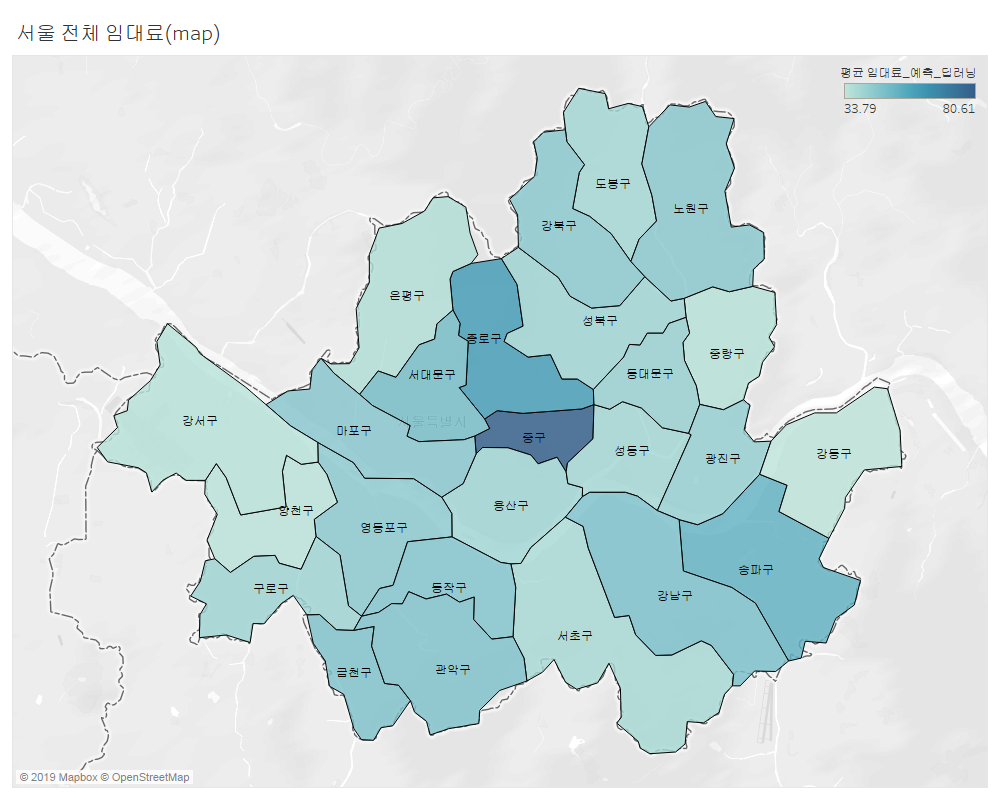 서울 전체 임대료(map)
평균 임대료_예측_딥러닝
33.79 80.61
도봉구
노원구
강북구
은평구
성북구
종로구
중랑구
서대문구
동대문구
강서구
마포구
서울특별시
중구
성동구
광진구
강동구
양천구
용산구
영등포구
송파구
구로구
동작구
강남구
서초구
금천구
관악구
© 2019 Mapbox © OpenStreetMap